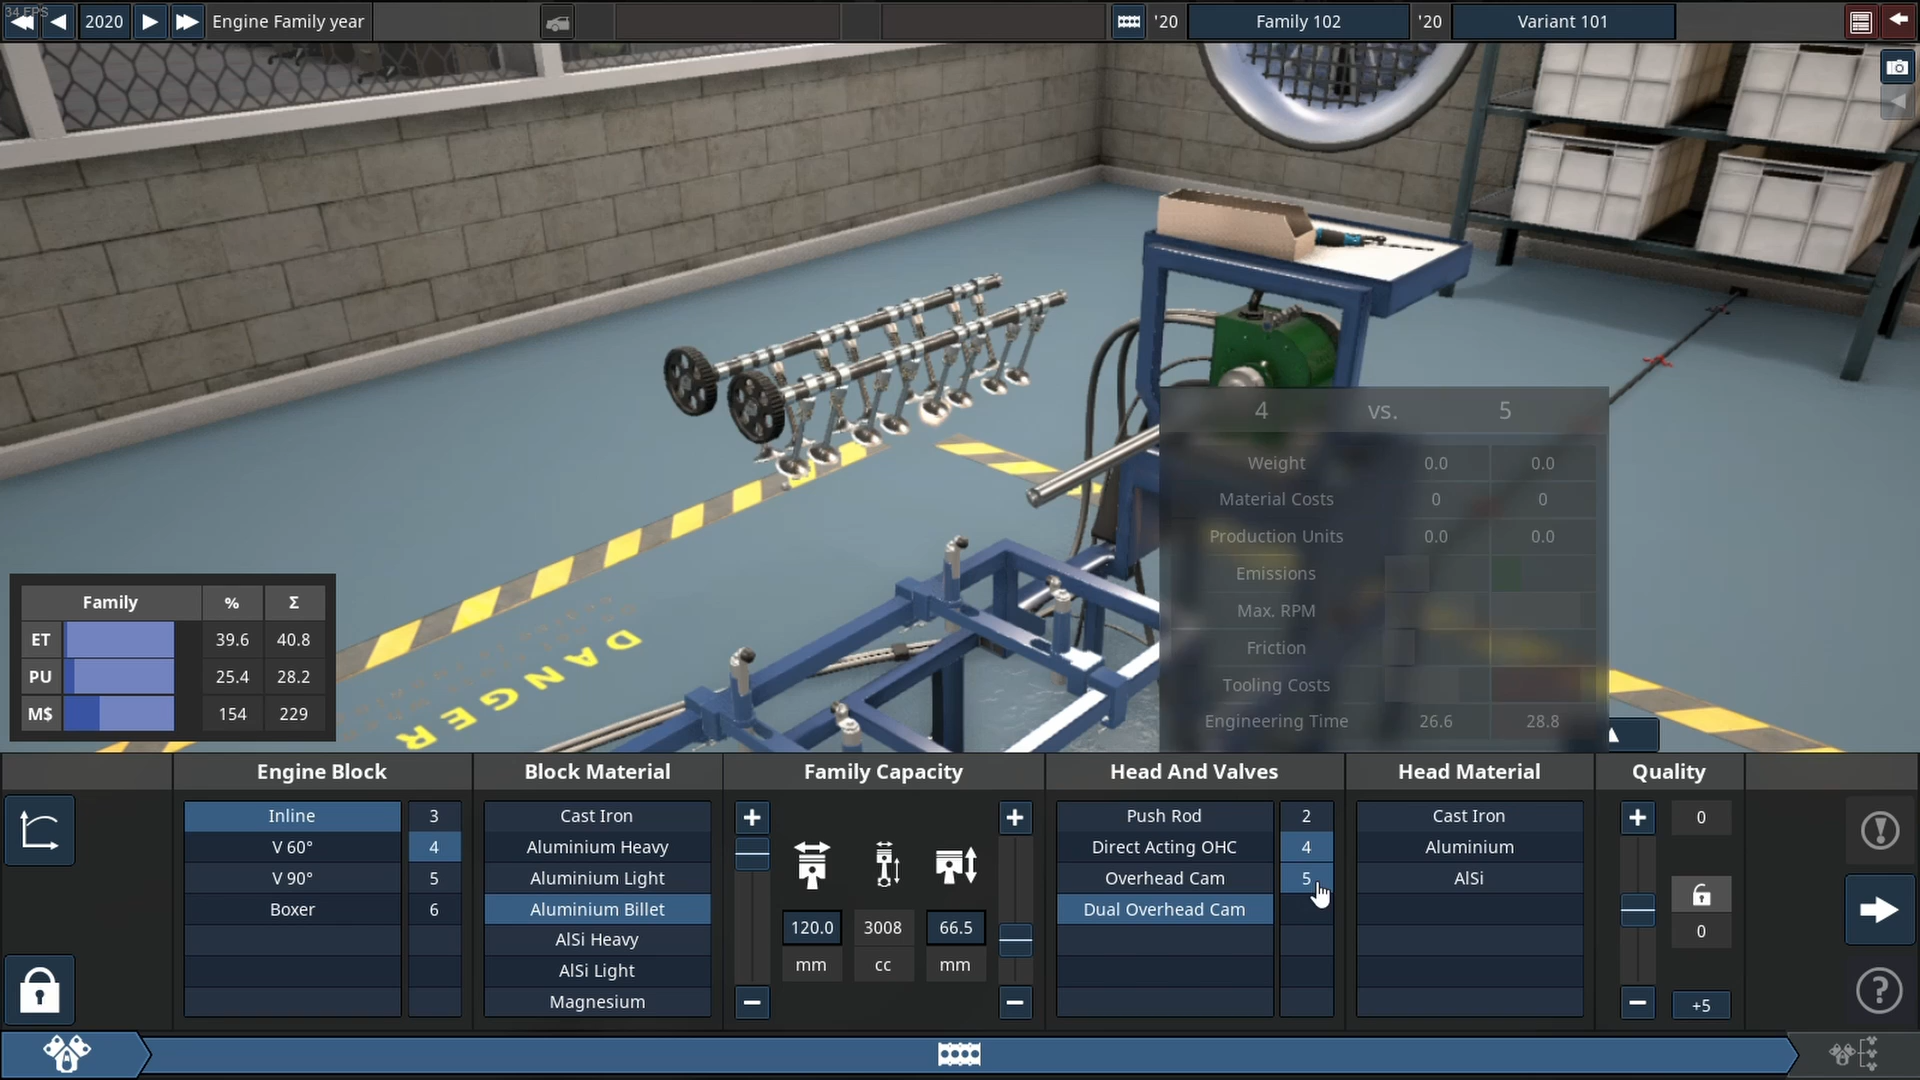 34 FPS
2020 Engine Family year '20 Family 102 '20 Variant 101
4 vs. 5
Weight 0.0 0.0
Material Costs 0 0
Production Units 0.0 0.0
Emissions
Max. RPM
Friction
Tooling Costs
Engineering Time 26.6 28.8
DANGER
Family % Σ
ET 39.6 40.8
PU 25.4 28.2
M$ 154 229
Engine Block Block Material Family Capacity Head And Valves Head Material Quality
Inline 3 Cast Iron + + Push Rod 2 Cast Iron + 0
V 60° 4 Aluminium Heavy Direct Acting OHC 4 Aluminium
V 90° 5 Aluminium Light Overhead Cam 5 AlSi
Boxer 6 Aluminium Billet 120.0 3008 66.5 Dual Overhead Cam 0
AlSi Heavy mm cc mm
AlSi Light
Magnesium − − − +5
?